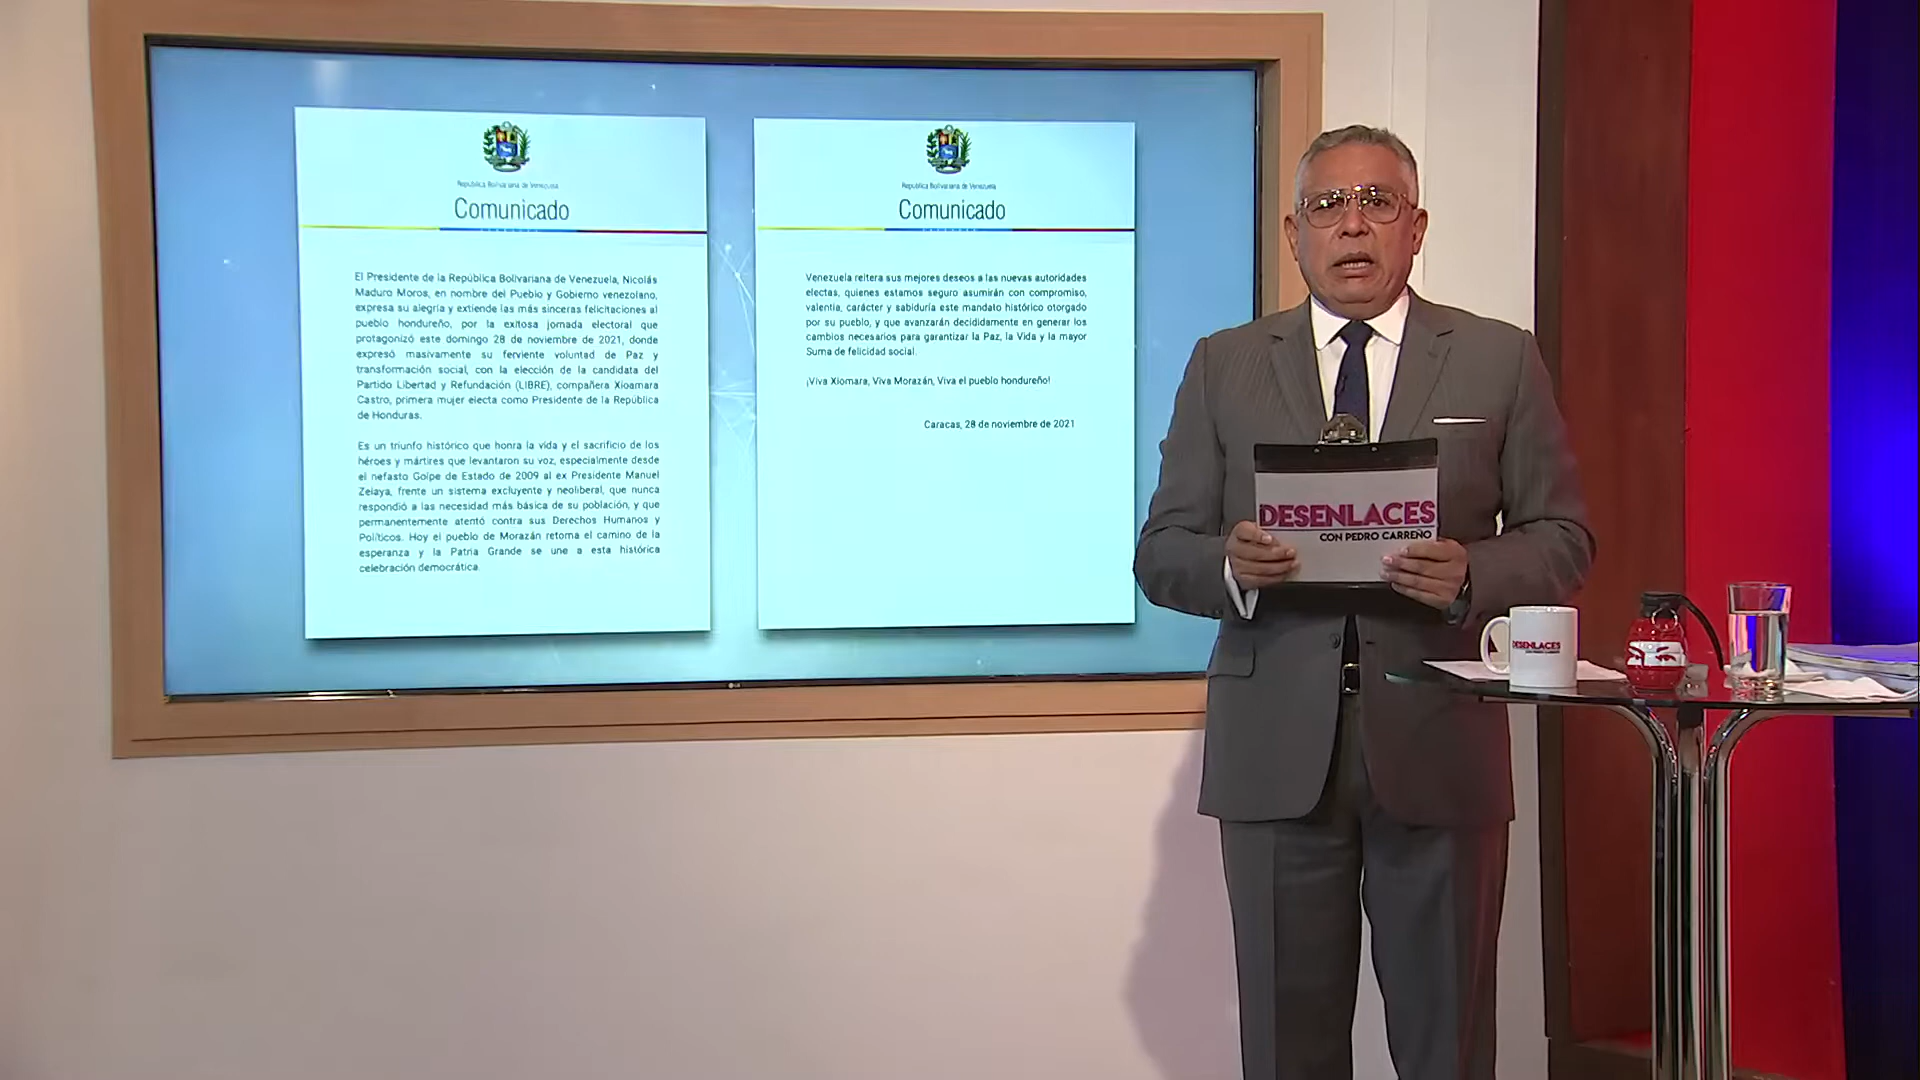 República Bolivariana de Venezuela
Comunicado
El Presidente de la República Bolivariana de Venezuela, Nicolás
Maduro Moros, en nombre del Pueblo y Gobierno venezolano,
expresa su alegría y extiende las más sinceras felicitaciones al
pueblo hondureño, por la exitosa jornada electoral que
protagonizó este domingo 28 de noviembre de 2021, donde
expresó masivamente su ferviente voluntad de Paz y
transformación social, con la elección de la candidata del
Partido Libertad y Refundación (LIBRE), compañera Xioamara
Castro, primera mujer electa como Presidente de la República
de Honduras.
Es un triunfo histórico que honra la vida y el sacrificio de los
héroes y mártires que levantaron su voz, especialmente desde
el nefasto Golpe de Estado de 2009 al ex Presidente Manuel
Zelaya, frente un sistema excluyente y neoliberal, que nunca
respondió a las necesidad más básica de su población, y que
permanentemente atentó contra sus Derechos Humanos y
Políticos. Hoy el pueblo de Morazán retoma el camino de la
esperanza y la Patria Grande se une a esta histórica
celebración democrática.
República Bolivariana de Venezuela
Comunicado
Venezuela reitera sus mejores deseos a las nuevas autoridades
electas, quienes estamos seguro asumirán con compromiso,
valentía, carácter y sabiduría este mandato histórico otorgado
por su pueblo, y que avanzarán decididamente en generar los
cambios necesarios para garantizar la Paz, la Vida y la mayor
Suma de felicidad social.
¡Viva Xiomara, Viva Morazán, Viva el pueblo hondureño!
Caracas, 28 de noviembre de 2021
DESENLACES
CON PEDRO CARREÑO
DESENLACES
CON PEDRO CARREÑO
LG